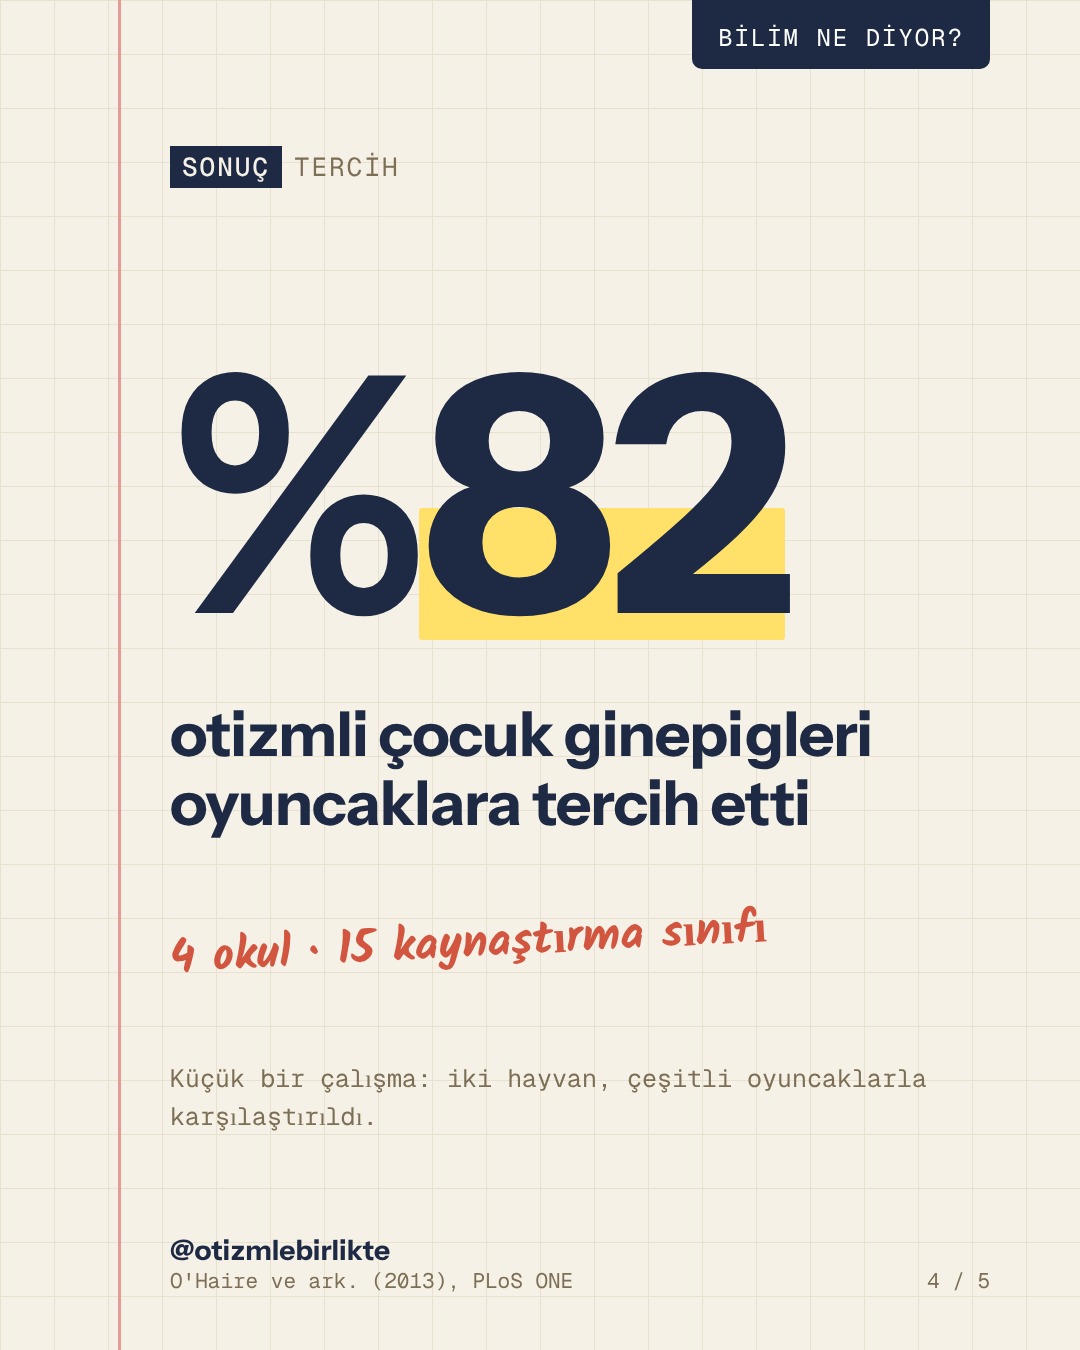 BİLİM NE DİYOR?
SONUÇ TERCİH
%82
otizmli çocuk ginepigleri
oyuncaklara tercih etti
4 okul · 15 kaynaştırma sınıfı
Küçük bir çalışma: iki hayvan, çeşitli oyuncaklarla
karşılaştırıldı.
@otizmlebirlikte
O'Haire ve ark. (2013), PLoS ONE
4 / 5